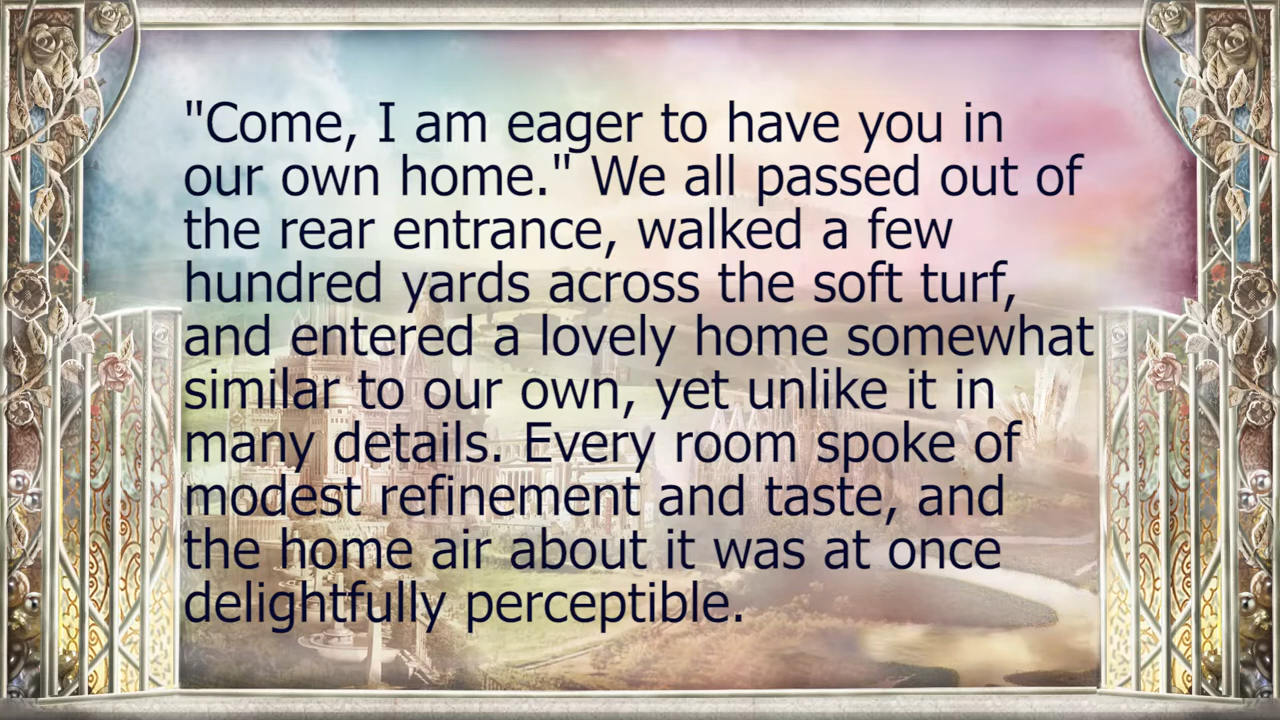 "Come, I am eager to have you in
our own home." We all passed out of
the rear entrance, walked a few
hundred yards across the soft turf,
and entered a lovely home somewhat
similar to our own, yet unlike it in
many details. Every room spoke of
modest refinement and taste, and
the home air about it was at once
delightfully perceptible.